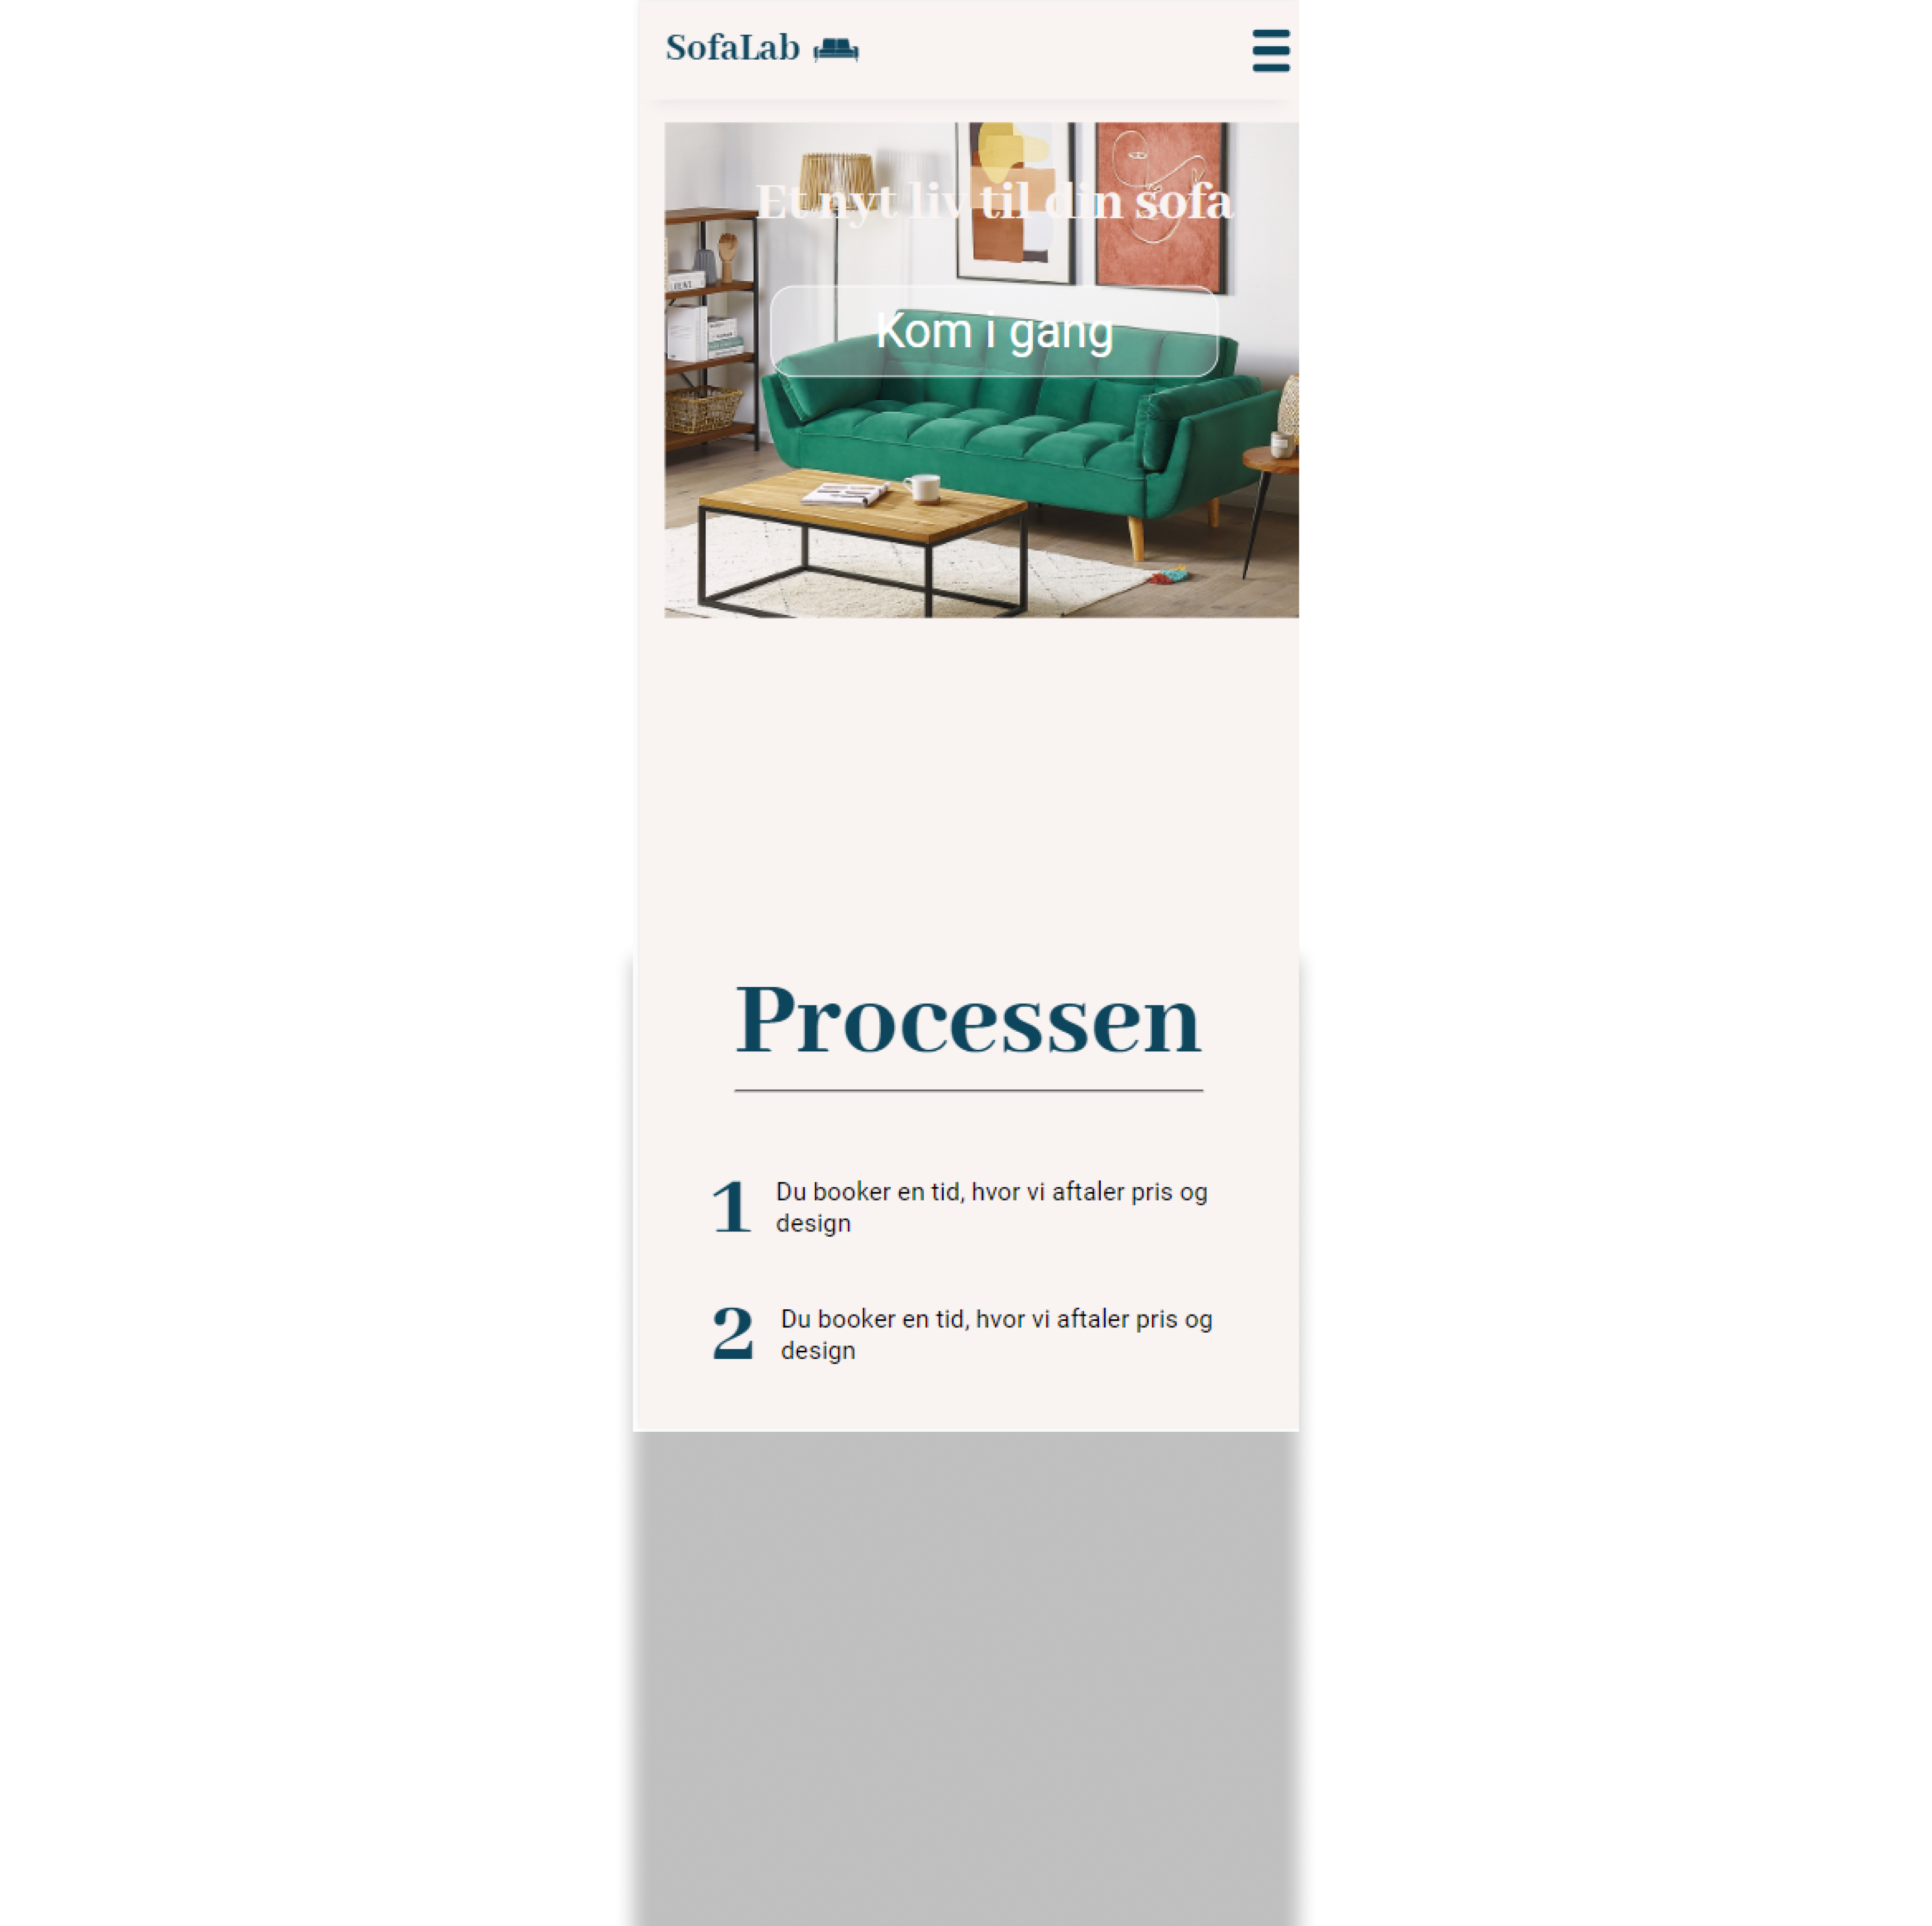 SofaLab
Et nyt liv til din sofa
Kom i gang
Processen
1 Du booker en tid, hvor vi aftaler pris og
design
2 Du booker en tid, hvor vi aftaler pris og
design